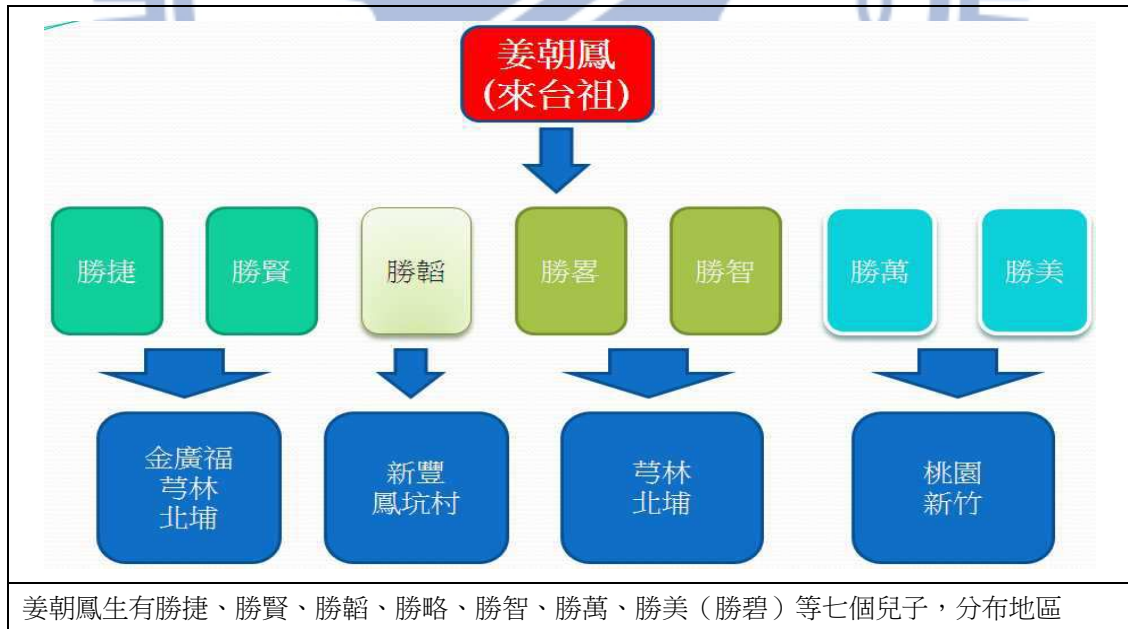 姜朝鳳
(來台祖)
勝捷
勝賢
勝韜
勝畧
勝智
勝萬
勝美
金廣福
芎林
北埔
新豐
鳳坑村
芎林
北埔
桃園
新竹
姜朝鳳生有勝捷、勝賢、勝韜、勝略、勝智、勝萬、勝美（勝碧）等七個兒子，分布地區